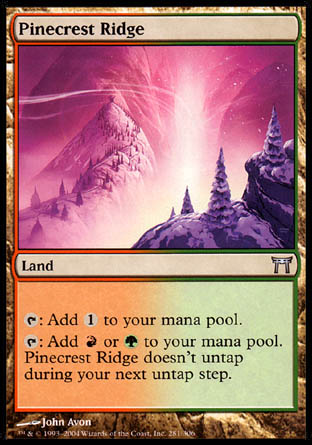 Pinecrest Ridge
Land
: Add 1 to your mana pool.
: Add or to your mana pool.
Pinecrest Ridge doesn't untap
during your next untap step.
John Avon
™ & © 1993–2004 Wizards of the Coast, Inc. 281/306